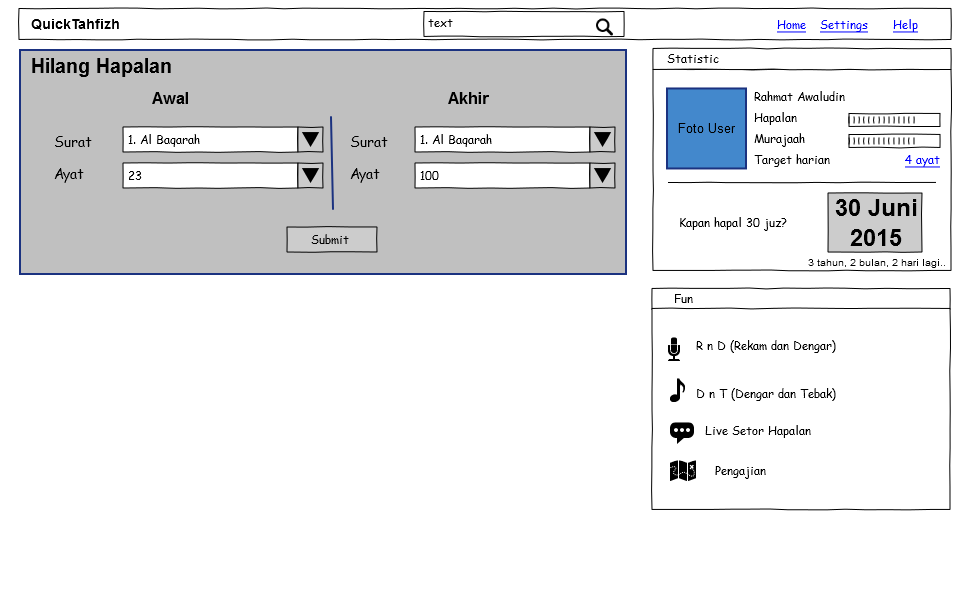 QuickTahfizh
text
Home Settings Help
Hilang Hapalan
Awal
Akhir
Surat 1. Al Baqarah
Surat 1. Al Baqarah
Ayat 23
Ayat 100
Submit
Statistic
Foto User
Rahmat Awaludin
Hapalan
Murajaah
Target harian 4 ayat
Kapan hapal 30 juz?
30 Juni
2015
3 tahun, 2 bulan, 2 hari lagi..
Fun
R n D (Rekam dan Dengar)
D n T (Dengar dan Tebak)
Live Setor Hapalan
Pengajian